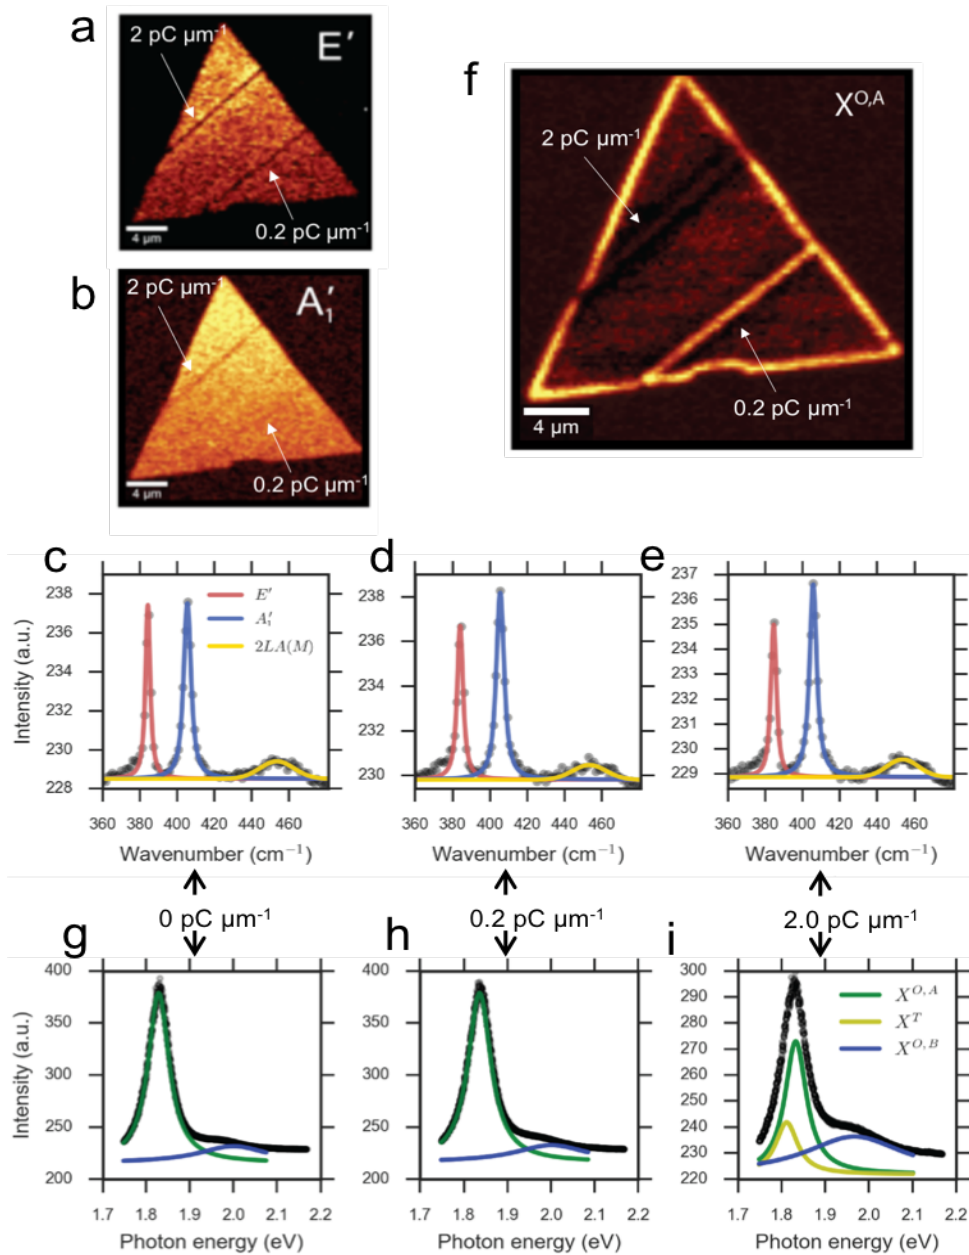 a
2 pC µm⁻¹
E′
0.2 pC µm⁻¹
4 µm
b
2 pC µm⁻¹
A′₁
0.2 pC µm⁻¹
4 µm
f
X^O,A
2 pC µm⁻¹
0.2 pC µm⁻¹
4 µm
c
Intensity (a.u.)
238
236
234
232
230
228
E′
A′₁
2LA(M)
360 380 400 420 440 460
Wavenumber (cm⁻¹)
d
238
236
234
232
230
360 380 400 420 440 460
Wavenumber (cm⁻¹)
e
237
236
235
234
233
232
231
230
229
360 380 400 420 440 460
Wavenumber (cm⁻¹)
0 pC µm⁻¹
0.2 pC µm⁻¹
2.0 pC µm⁻¹
g
Intensity (a.u.)
400
350
300
250
200
1.7 1.8 1.9 2.0 2.1 2.2
Photon energy (eV)
h
400
350
300
250
200
1.7 1.8 1.9 2.0 2.1 2.2
Photon energy (eV)
i
300
290
280
270
260
250
240
230
220
X^O,A
X^T
X^O,B
1.7 1.8 1.9 2.0 2.1 2.2
Photon energy (eV)